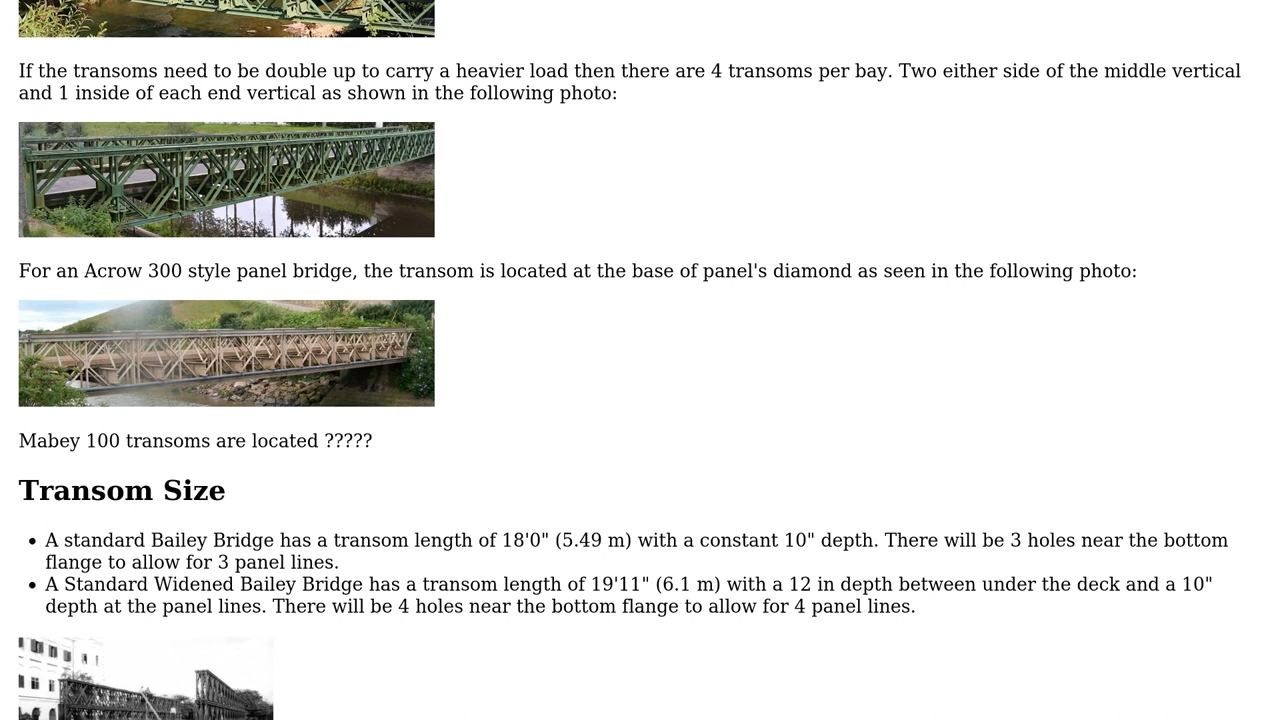 If the transoms need to be double up to carry a heavier load then there are 4 transoms per bay. Two either side of the middle vertical
and 1 inside of each end vertical as shown in the following photo:
For an Acrow 300 style panel bridge, the transom is located at the base of panel's diamond as seen in the following photo:
Mabey 100 transoms are located ?????
Transom Size
• A standard Bailey Bridge has a transom length of 18'0" (5.49 m) with a constant 10" depth. There will be 3 holes near the bottom
flange to allow for 3 panel lines.
• A Standard Widened Bailey Bridge has a transom length of 19'11" (6.1 m) with a 12 in depth between under the deck and a 10"
depth at the panel lines. There will be 4 holes near the bottom flange to allow for 4 panel lines.